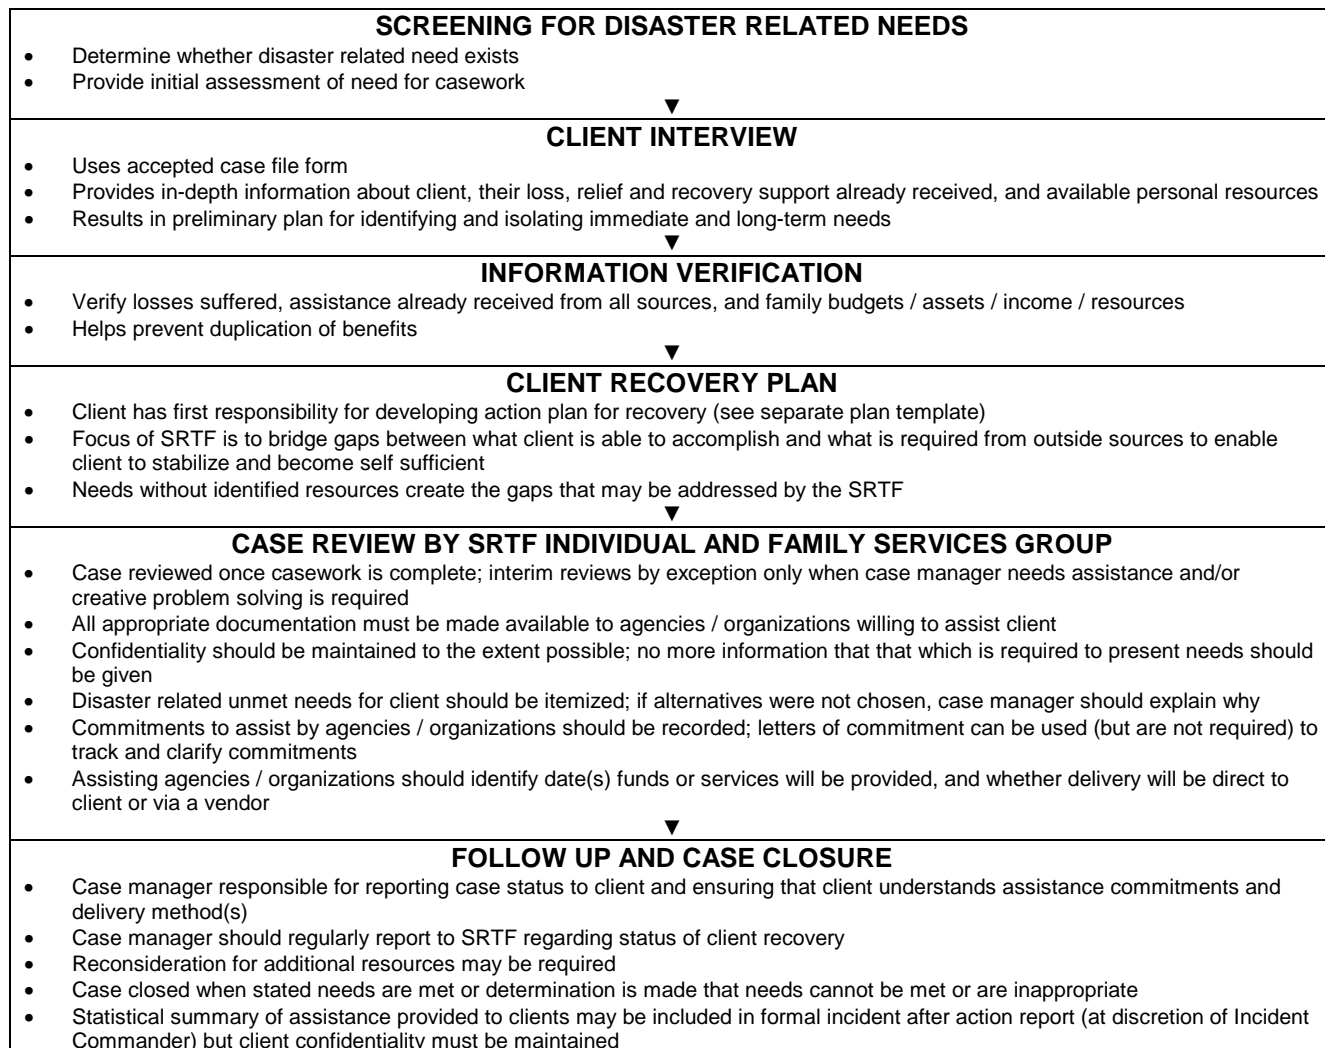 SCREENING FOR DISASTER RELATED NEEDS
• Determine whether disaster related need exists
• Provide initial assessment of need for casework
▼
CLIENT INTERVIEW
• Uses accepted case file form
• Provides in-depth information about client, their loss, relief and recovery support already received, and available personal resources
• Results in preliminary plan for identifying and isolating immediate and long-term needs
▼
INFORMATION VERIFICATION
• Verify losses suffered, assistance already received from all sources, and family budgets / assets / income / resources
• Helps prevent duplication of benefits
▼
CLIENT RECOVERY PLAN
• Client has first responsibility for developing action plan for recovery (see separate plan template)
• Focus of SRTF is to bridge gaps between what client is able to accomplish and what is required from outside sources to enable
client to stabilize and become self sufficient
• Needs without identified resources create the gaps that may be addressed by the SRTF
▼
CASE REVIEW BY SRTF INDIVIDUAL AND FAMILY SERVICES GROUP
• Case reviewed once casework is complete; interim reviews by exception only when case manager needs assistance and/or
creative problem solving is required
• All appropriate documentation must be made available to agencies / organizations willing to assist client
• Confidentiality should be maintained to the extent possible; no more information that that which is required to present needs should
be given
• Disaster related unmet needs for client should be itemized; if alternatives were not chosen, case manager should explain why
• Commitments to assist by agencies / organizations should be recorded; letters of commitment can be used (but are not required) to
track and clarify commitments
• Assisting agencies / organizations should identify date(s) funds or services will be provided, and whether delivery will be direct to
client or via a vendor
▼
FOLLOW UP AND CASE CLOSURE
• Case manager responsible for reporting case status to client and ensuring that client understands assistance commitments and
delivery method(s)
• Case manager should regularly report to SRTF regarding status of client recovery
• Reconsideration for additional resources may be required
• Case closed when stated needs are met or determination is made that needs cannot be met or are inappropriate
• Statistical summary of assistance provided to clients may be included in formal incident after action report (at discretion of Incident
Commander) but client confidentiality must be maintained